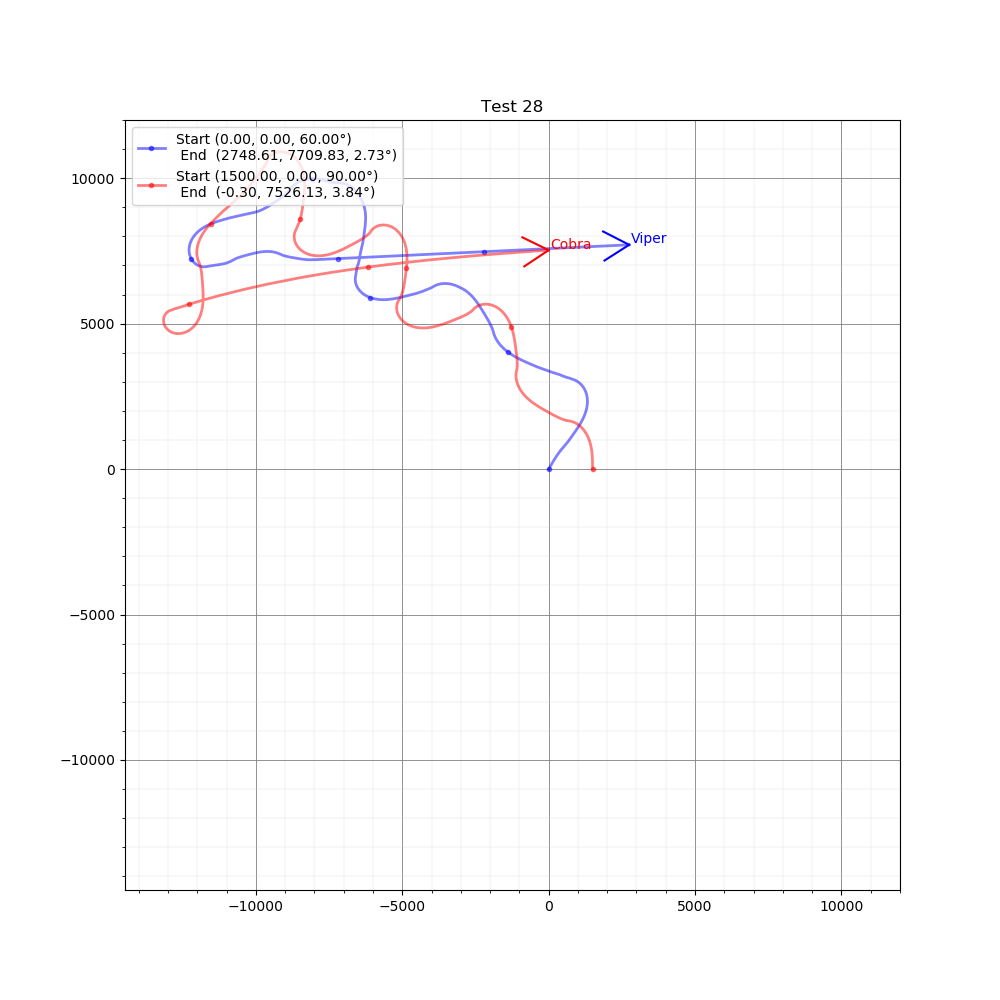 Test 28
Start (0.00, 0.00, 60.00°)
End (2748.61, 7709.83, 2.73°)
Start (1500.00, 0.00, 90.00°)
End (-0.30, 7526.13, 3.84°)
Cobra
Viper
10000
5000
0
−5000
−10000
−10000
−5000
0
5000
10000